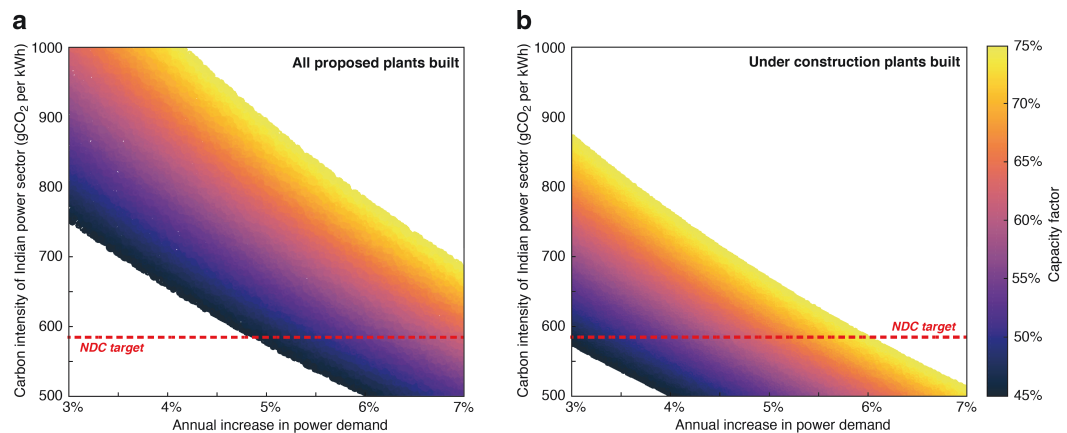 a
Carbon intensity of Indian power sector (gCO2 per kWh)
1000
900
800
700
600
500
All proposed plants built
NDC target
3%
4%
5%
6%
7%
Annual increase in power demand
b
Carbon intensity of Indian power sector (gCO2 per kWh)
1000
900
800
700
600
500
Under construction plants built
NDC target
3%
4%
5%
6%
7%
Annual increase in power demand
75%
70%
65%
60%
55%
50%
45%
Capacity factor